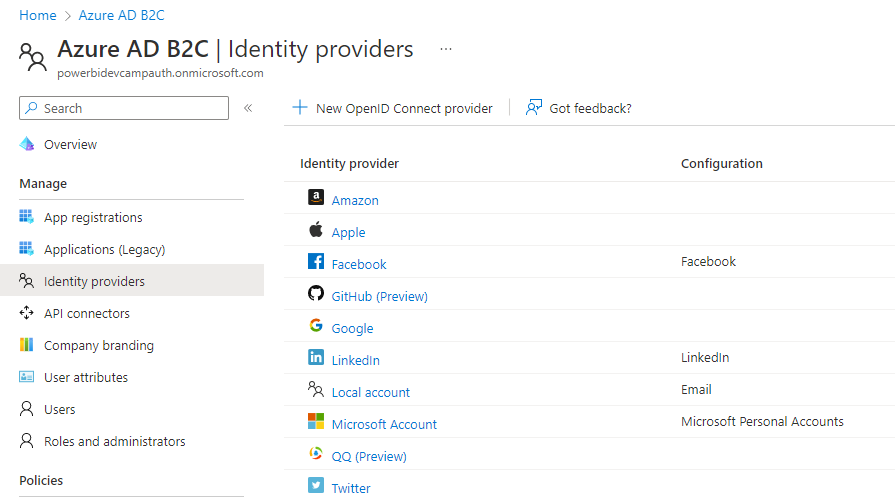 Home > Azure AD B2C
Azure AD B2C | Identity providers ...
powerbidevcampauth.onmicrosoft.com
Search «
Overview
Manage
App registrations
Applications (Legacy)
Identity providers
API connectors
Company branding
User attributes
Users
Roles and administrators
Policies
New OpenID Connect provider | Got feedback?
Identity provider Configuration
Amazon
Apple
Facebook Facebook
GitHub (Preview)
Google
LinkedIn LinkedIn
Local account Email
Microsoft Account Microsoft Personal Accounts
QQ (Preview)
Twitter